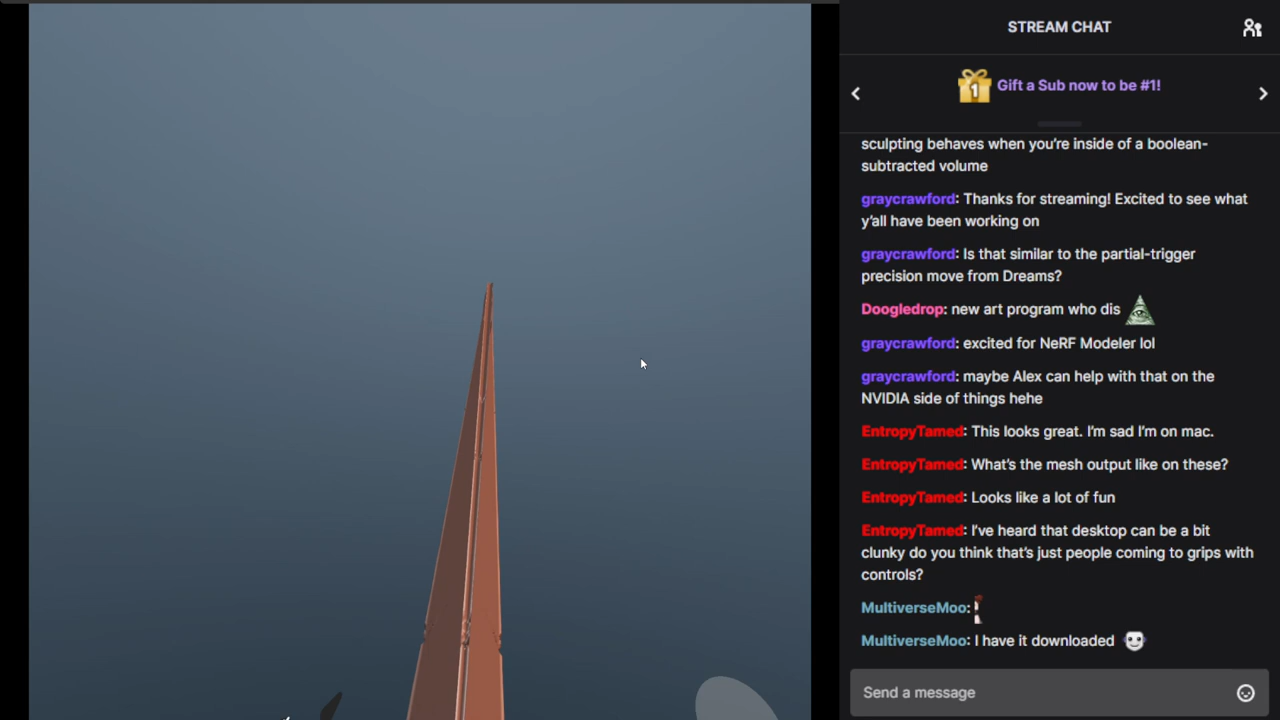 STREAM CHAT
1
Gift a Sub now to be #1!
sculpting behaves when you're inside of a boolean-
subtracted volume
graycrawford: Thanks for streaming! Excited to see what
y'all have been working on
graycrawford: Is that similar to the partial-trigger
precision move from Dreams?
Doogledrop: new art program who dis
graycrawford: excited for NeRF Modeler lol
graycrawford: maybe Alex can help with that on the
NVIDIA side of things hehe
EntropyTamed: This looks great. I'm sad I'm on mac.
EntropyTamed: What's the mesh output like on these?
EntropyTamed: Looks like a lot of fun
EntropyTamed: I've heard that desktop can be a bit
clunky do you think that's just people coming to grips with
controls?
MultiverseMoo:
MultiverseMoo: I have it downloaded
Send a message